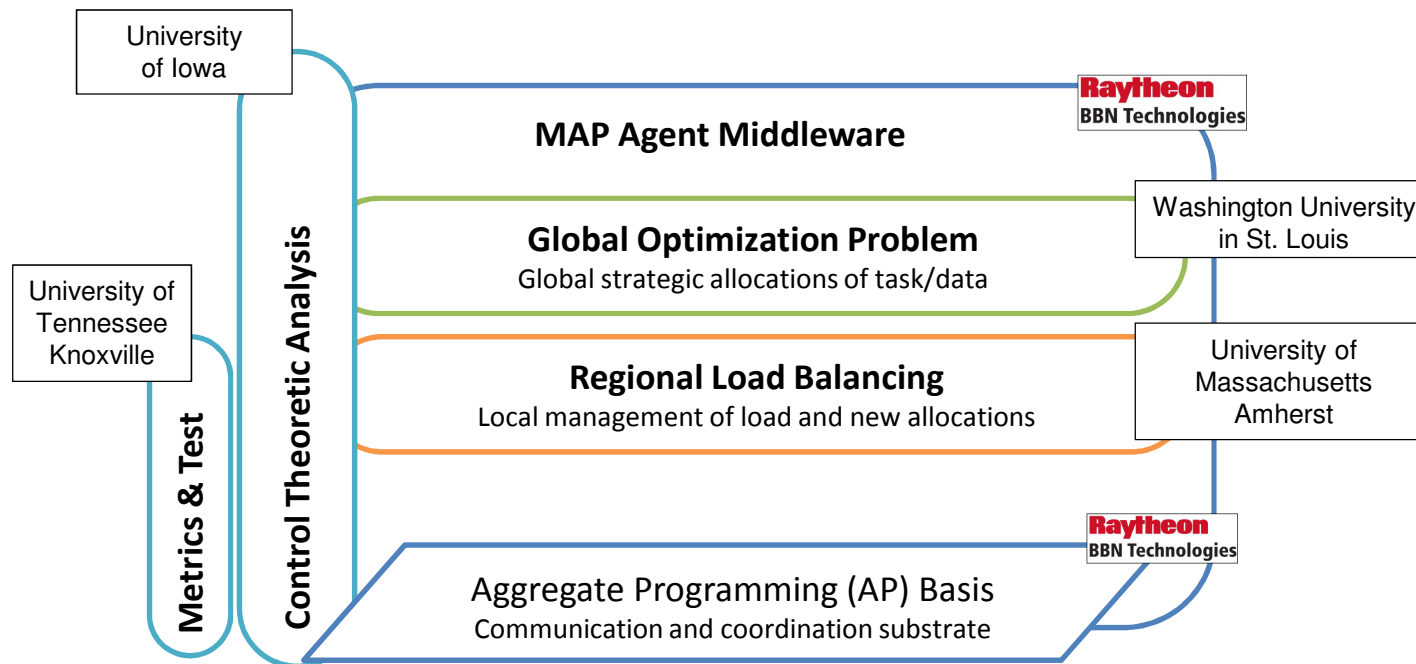 University
of Iowa
Raytheon
BBN Technologies
MAP Agent Middleware
Washington University
in St. Louis
Global Optimization Problem
Global strategic allocations of task/data
University of
Tennessee
Knoxville
University of
Massachusetts
Amherst
Regional Load Balancing
Local management of load and new allocations
Metrics & Test
Control Theoretic Analysis
Raytheon
BBN Technologies
Aggregate Programming (AP) Basis
Communication and coordination substrate